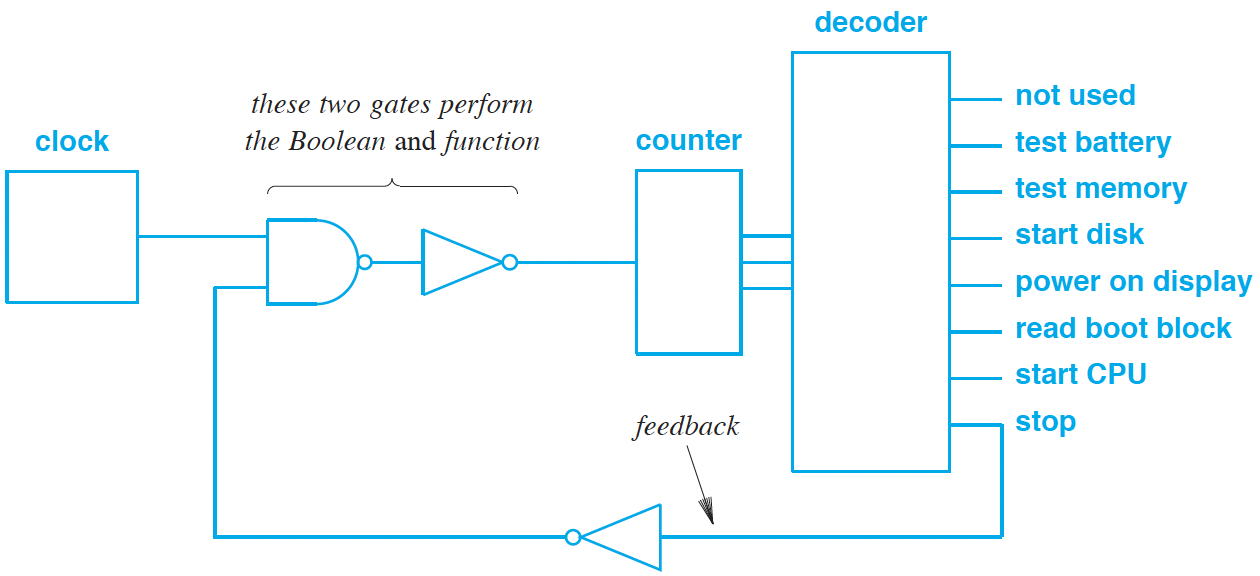 decoder
these two gates perform
the Boolean and function
clock
counter
not used
test battery
test memory
start disk
power on display
read boot block
start CPU
stop
feedback